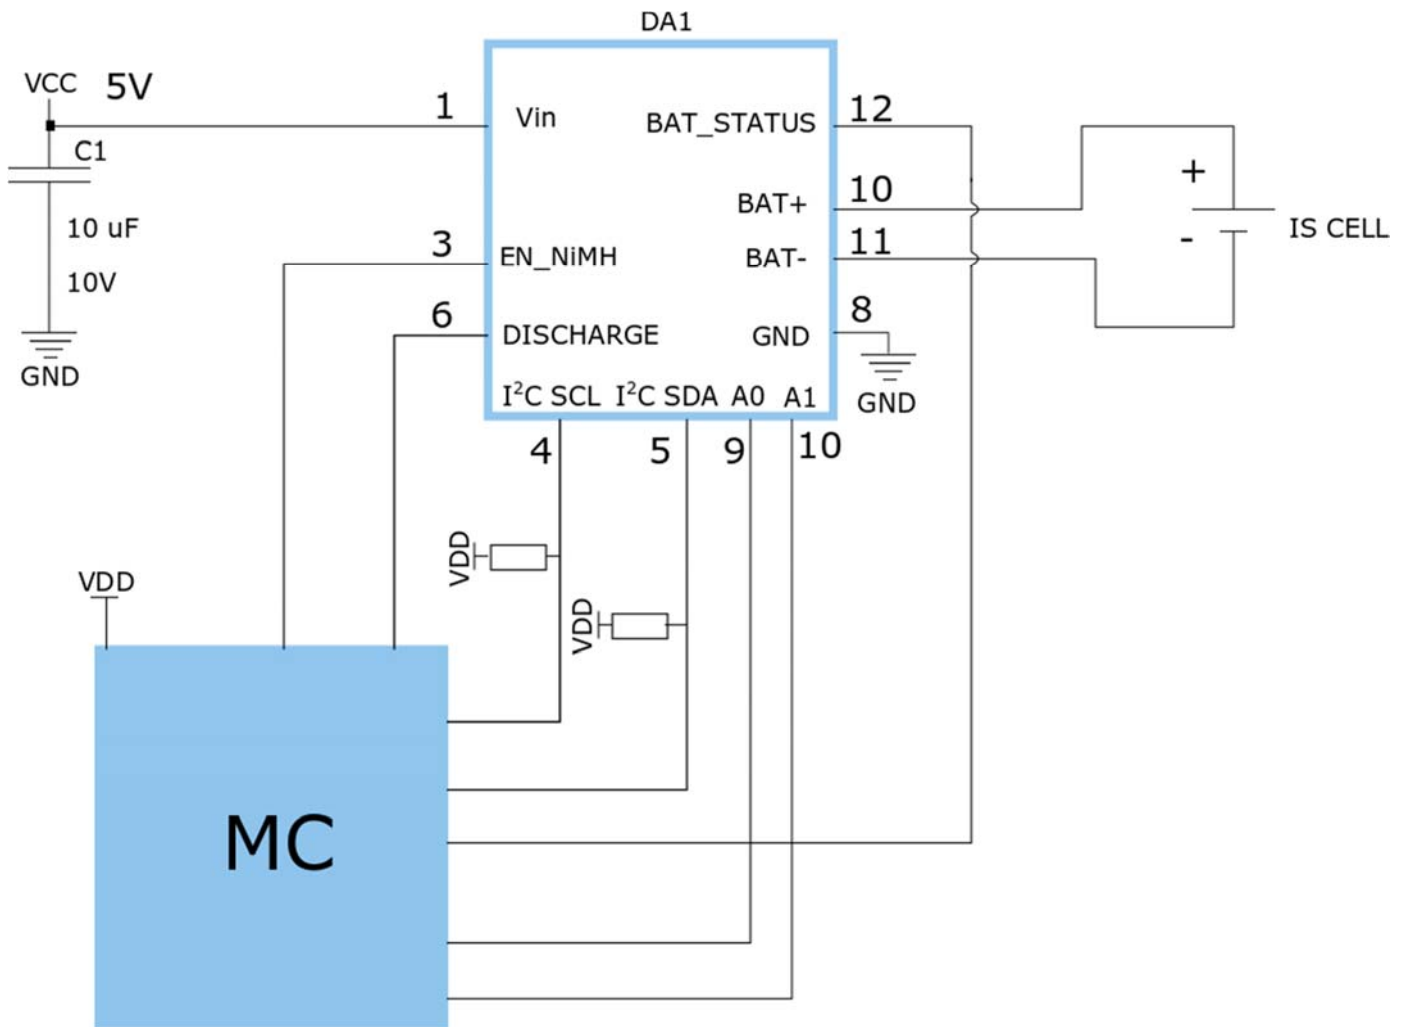 DA1
VCC 5V
1
Vin
BAT_STATUS
12
C1
10 uF
10V
GND
BAT+
10
+
-
IS CELL
3
EN_NiMH
BAT-
11
6
DISCHARGE
GND
8
GND
I²C SCL I²C SDA A0 A1
4 5 9 10
VDD
VDD
VDD
MC